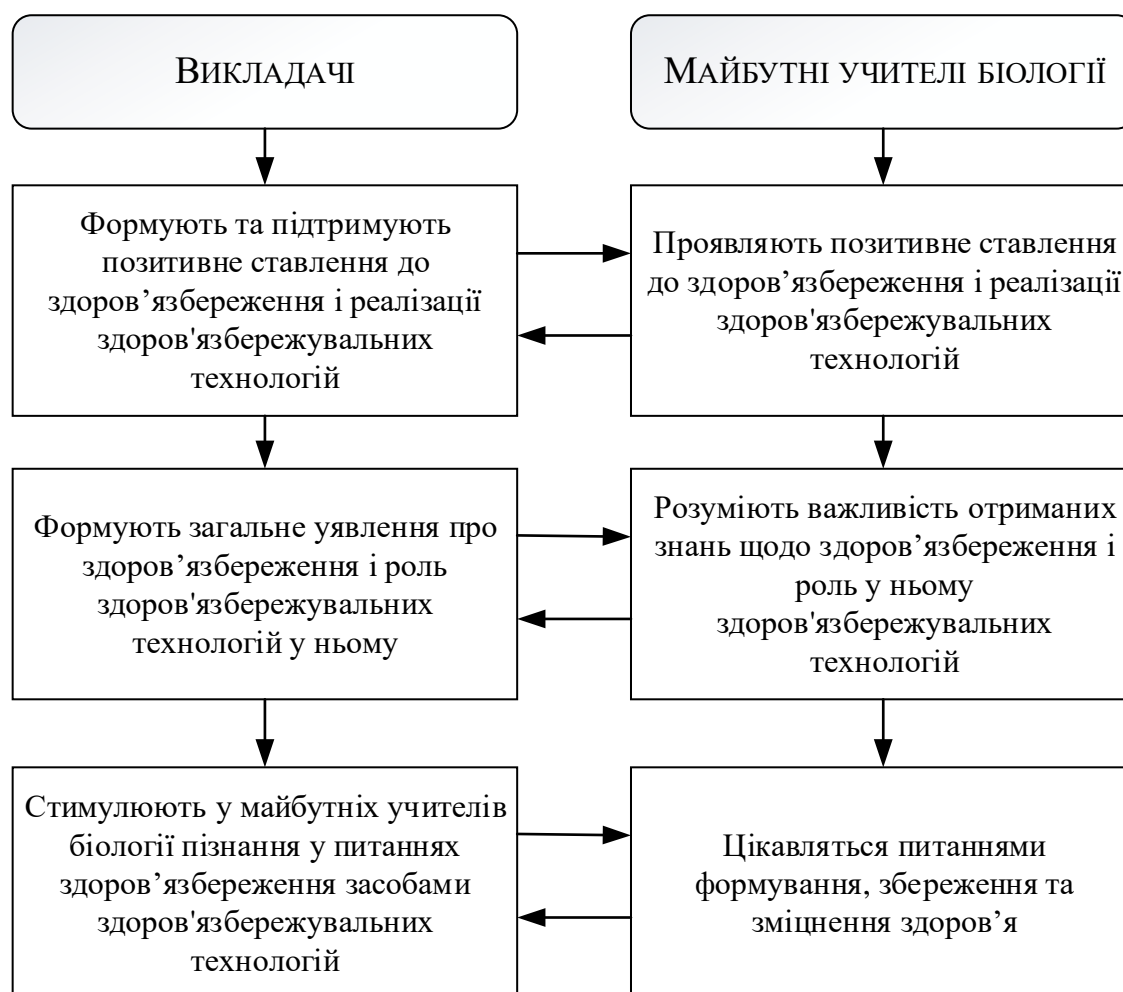 ВИКЛАДАЧІ
МАЙБУТНІ УЧИТЕЛІ БІОЛОГІЇ
Формують та підтримують
позитивне ставлення до
здоров’язбереження і реалізації
здоров'язбережувальних
технологій
Проявляють позитивне ставлення
до здоров’язбереження і реалізації
здоров'язбережувальних
технологій
Формують загальне уявлення про
здоров’язбереження і роль
здоров'язбережувальних
технологій у ньому
Розуміють важливість отриманих
знань щодо здоров’язбереження і
роль у ньому
здоров'язбережувальних
технологій
Стимулюють у майбутніх учителів
біології пізнання у питаннях
здоров’язбереження засобами
здоров'язбережувальних
технологій
Цікавляться питаннями
формування, збереження та
зміцнення здоров’я